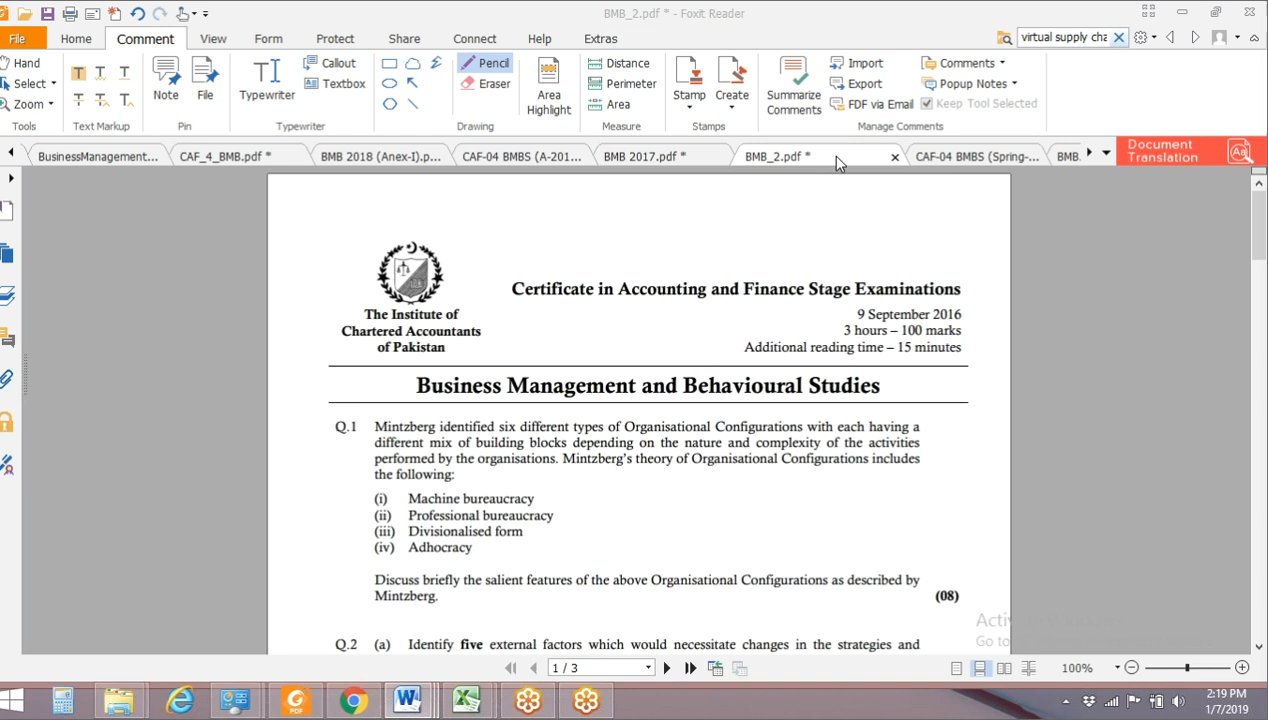 BMB_2.pdf * - Foxit Reader
File Home Comment View Form Protect Share Connect Help Extras
virtual supply cha
Hand
Select
Zoom
Tools
Text Markup
Note
File
Pin
Typewriter
Callout
Textbox
Typewriter
Pencil
Eraser
Area
Highlight
Drawing
Distance
Perimeter
Area
Measure
Stamp
Create
Stamps
Summarize
Comments
Import
Export
FDF via Email
Comments
Popup Notes
Keep Tool Selected
Manage Comments
BusinessManagement... CAF_4_BMB.pdf * BMB 2018 (Anex-I).p... CAF-04 BMBS (A-201... BMB 2017.pdf * BMB_2.pdf * CAF-04 BMBS (Spring-... BMB.
Document
Translation
The Institute of
Chartered Accountants
of Pakistan
Certificate in Accounting and Finance Stage Examinations
9 September 2016
3 hours – 100 marks
Additional reading time – 15 minutes
Business Management and Behavioural Studies
Q.1 Mintzberg identified six different types of Organisational Configurations with each having a
different mix of building blocks depending on the nature and complexity of the activities
performed by the organisations. Mintzberg's theory of Organisational Configurations includes
the following:
(i) Machine bureaucracy
(ii) Professional bureaucracy
(iii) Divisionalised form
(iv) Adhocracy
Discuss briefly the salient features of the above Organisational Configurations as described by
Mintzberg. (08)
Q.2 (a) Identify five external factors which would necessitate changes in the strategies and
Go to
1 / 3
100%
2:19 PM
1/7/2019